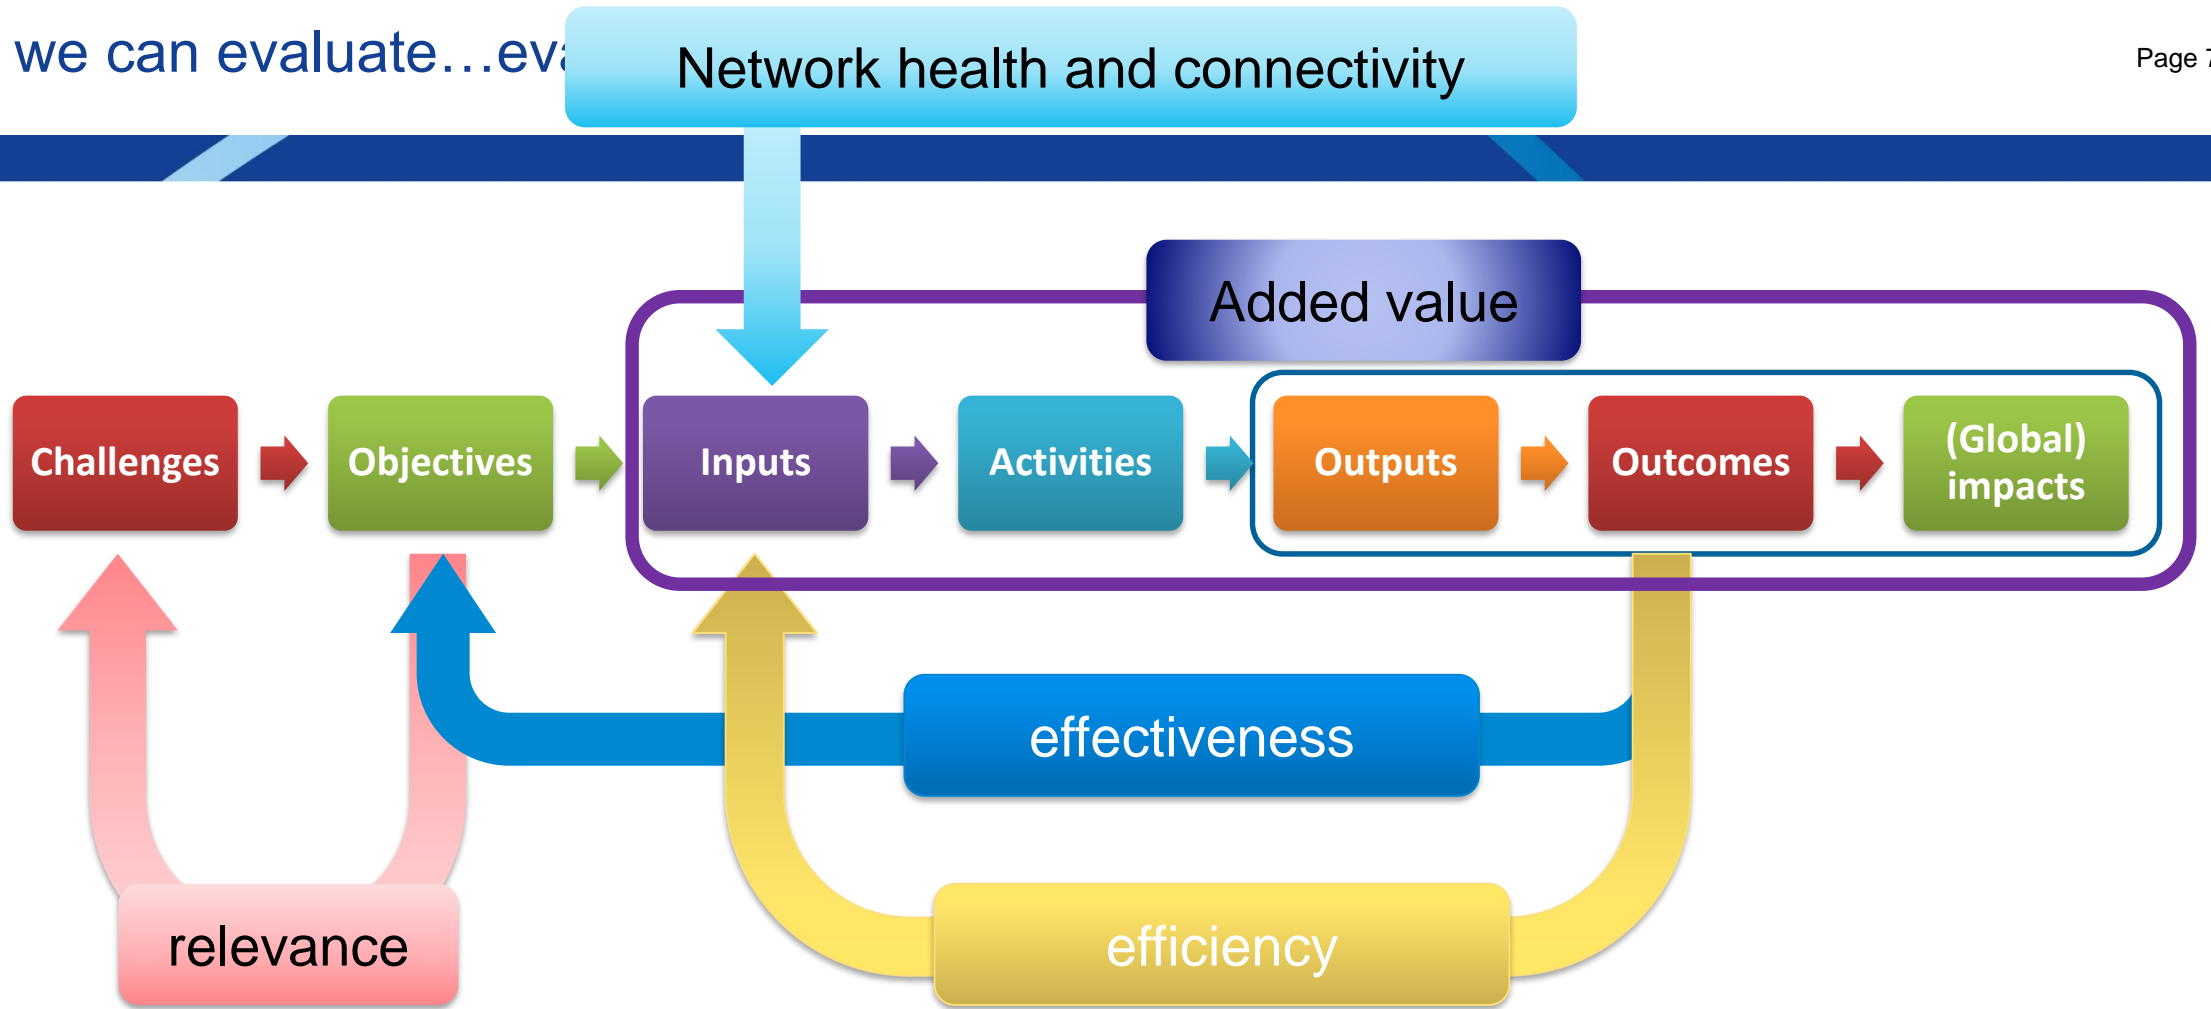 we can evaluate…eva
Network health and connectivity
Page 7
Added value
Challenges
Objectives
Inputs
Activities
Outputs
Outcomes
(Global)
impacts
effectiveness
relevance
efficiency